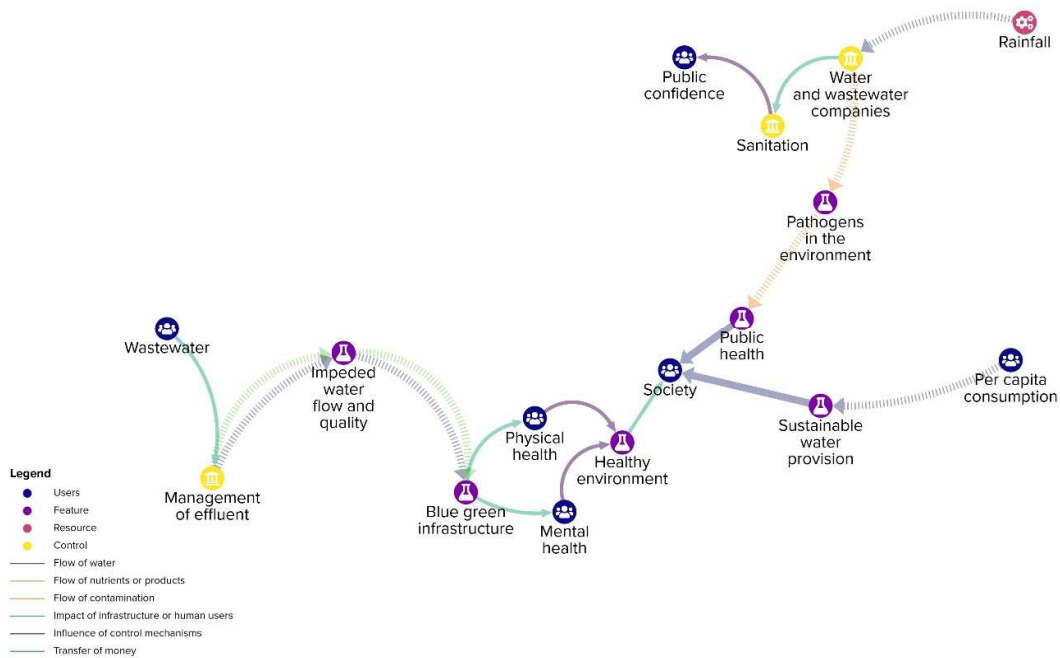 Rainfall
Public
confidence
Water
and wastewater
companies
Sanitation
Pathogens
in the
environment
Public
health
Wastewater
Impeded
water
flow and
quality
Society
Per capita
consumption
Sustainable
water
provision
Physical
health
Healthy
environment
Management
of effluent
Blue green
infrastructure
Mental
health
Legend
Users
Feature
Resource
Control
Flow of water
Flow of nutrients or products
Flow of contamination
Impact of infrastructure or human users
Influence of control mechanisms
Transfer of money